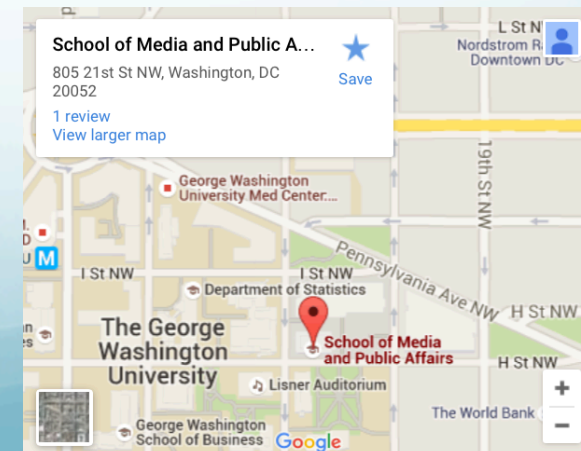 School of Media and Public A...
805 21st St NW, Washington, DC
20052
1 review
View larger map
Save
L St N
Nordstrom R
Downtown DC
19th St NW
George Washington
University Med Center...
M
I St NW
I St NW
Pennsylvania Ave NW
H St NW
Department of Statistics
The George
Washington
University
School of Media
and Public Affairs
H St NW
Lisner Auditorium
The World Bank
George Washington
School of Business
Google
+
−